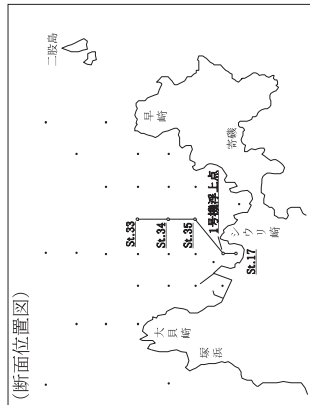 (断面位置図)
二股島
早崎
寄礒
St.33
St.34
St.35
1号機浮上点
シウリ崎
St.17
大貝崎
塚浜